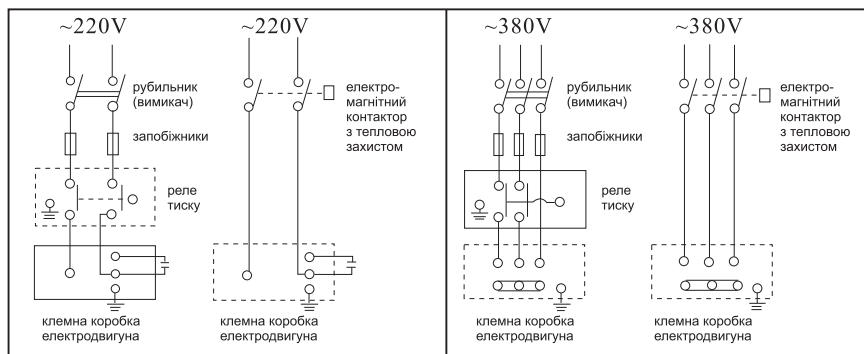 ~220V
~220V
рубильник
(вимикач)
електро-
магнітний
контактор
з тепловою
захистом
запобіжники
реле
тиску
клемна коробка
електродвигуна
клемна коробка
електродвигуна
~380V
~380V
рубильник
(вимикач)
електро-
магнітний
контактор
з тепловою
захистом
запобіжники
реле
тиску
клемна коробка
електродвигуна
клемна коробка
електродвигуна